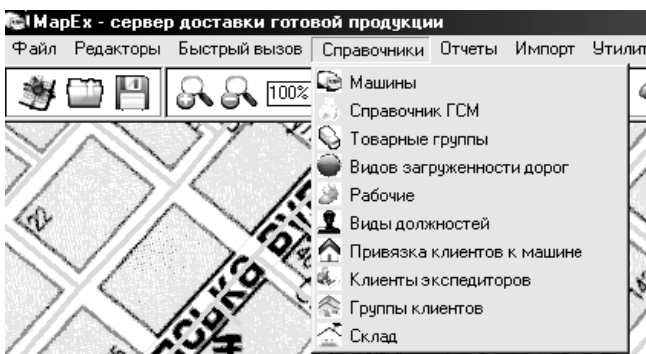 MapEx - сервер доставки готовой продукции
Файл Редакторы Быстрый вызов Справочники Отчеты Импорт
100%
Машины
Справочник ГСМ
Товарные группы
Видов загруженности дорог
Рабочие
Виды должностей
Привязка клиентов к машине
Клиенты экспедиторов
Группы клиентов
Склад
22